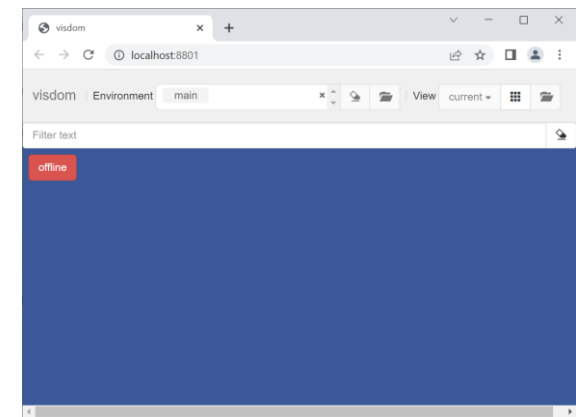 visdom
localhost:8801
visdom Environment main View current
Filter text
offline